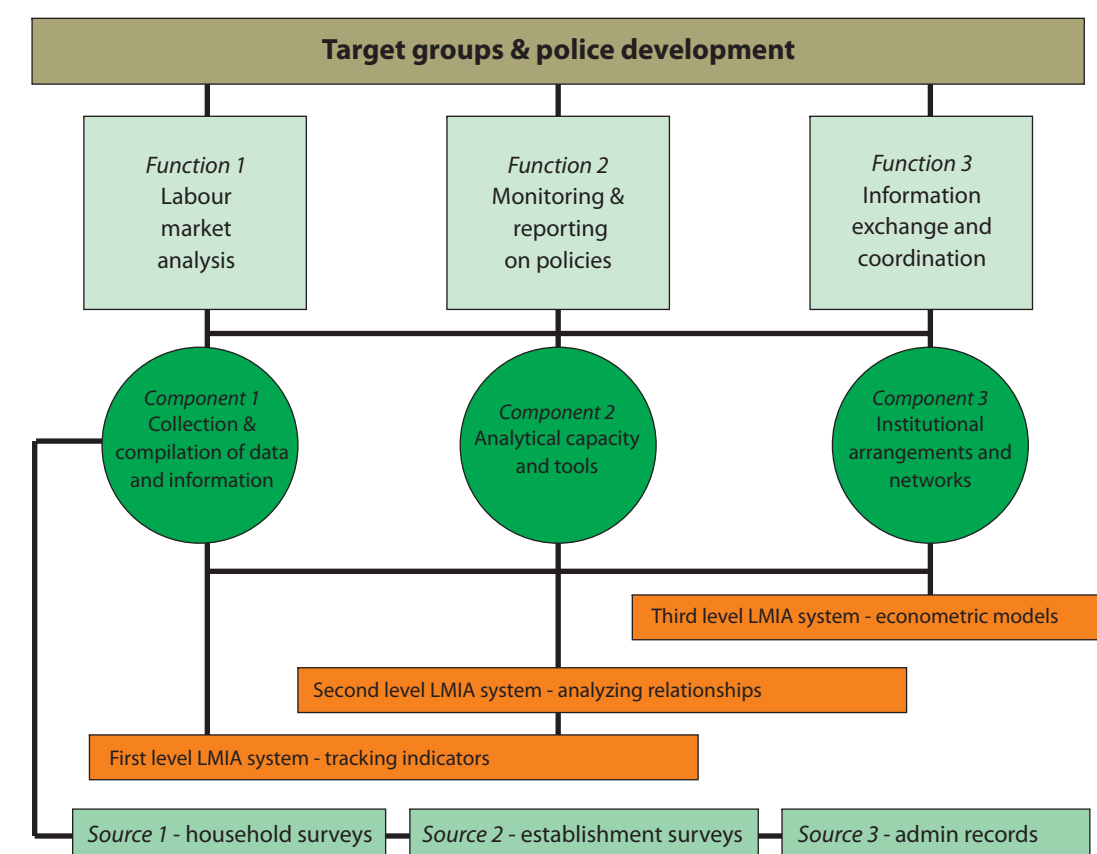 Target groups & police development
Function 1
Labour
market
analysis
Function 2
Monitoring &
reporting
on policies
Function 3
Information
exchange and
coordination
Component 1
Collection &
compilation of data
and information
Component 2
Analytical capacity
and tools
Component 3
Institutional
arrangements and
networks
Third level LMIA system - econometric models
Second level LMIA system - analyzing relationships
First level LMIA system - tracking indicators
Source 1 - household surveys
Source 2 - establishment surveys
Source 3 - admin records